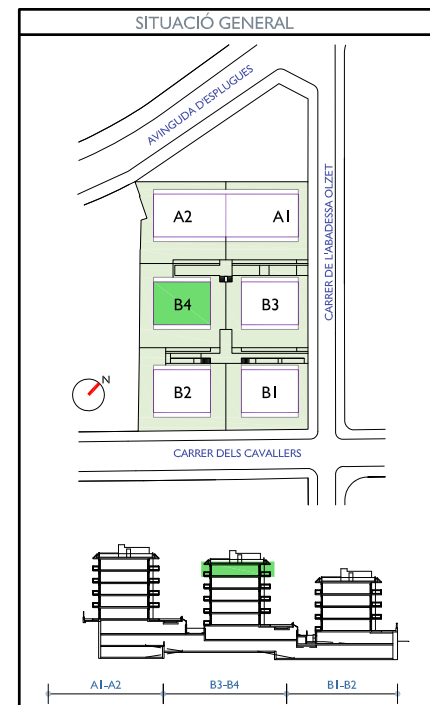 SITUACIÓ GENERAL
AVINGUDA D'ESPLUGUES
CARRER DE L'ABADESSA OLZET
A2
A1
B4
B3
B2
B1
N
CARRER DELS CAVALLERS
A1-A2
B3-B4
B1-B2